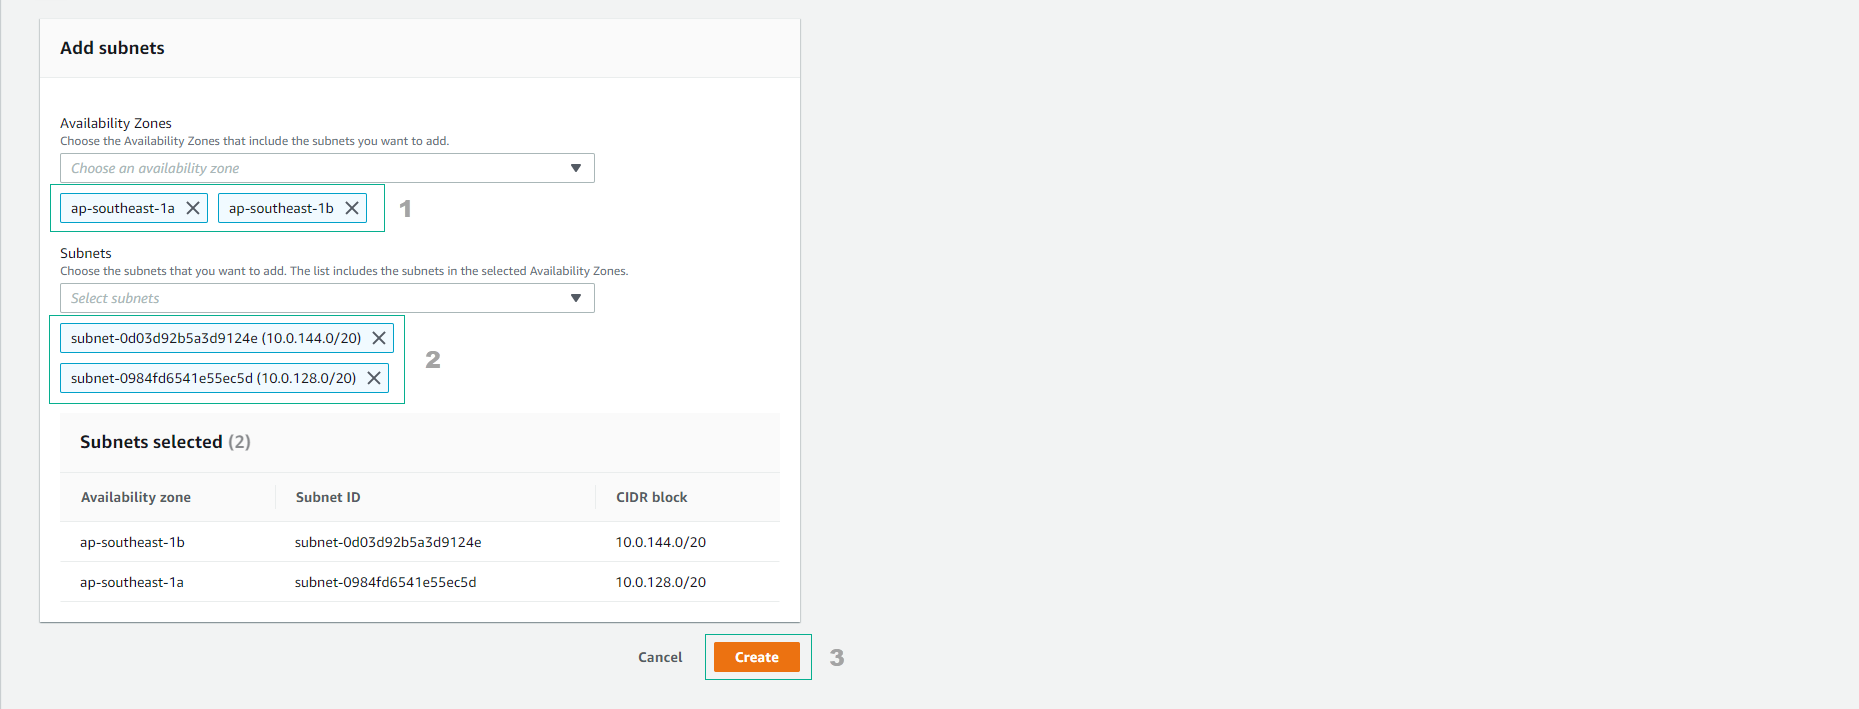 Add subnets
Availability Zones
Choose the Availability Zones that include the subnets you want to add.
Choose an availability zone
ap-southeast-1a ap-southeast-1b 1
Subnets
Choose the subnets that you want to add. The list includes the subnets in the selected Availability Zones.
Select subnets
subnet-0d03d92b5a3d9124e (10.0.144.0/20)
2
subnet-0984fd6541e55ec5d (10.0.128.0/20)
Subnets selected (2)
Availability zone Subnet ID CIDR block
ap-southeast-1b subnet-0d03d92b5a3d9124e 10.0.144.0/20
ap-southeast-1a subnet-0984fd6541e55ec5d 10.0.128.0/20
Cancel Create 3